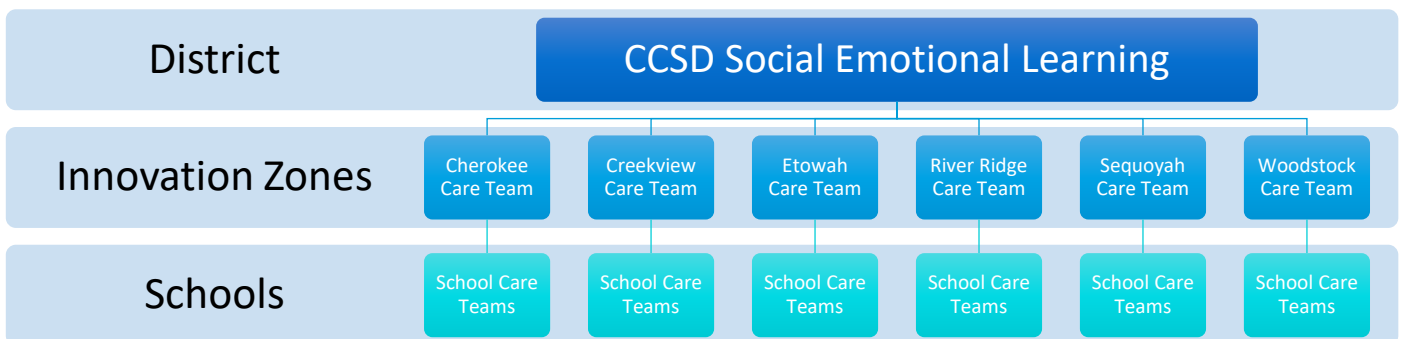 District
CCSD Social Emotional Learning
Innovation Zones
Cherokee
Care Team
Creekview
Care Team
Etowah
Care Team
River Ridge
Care Team
Sequoyah
Care Team
Woodstock
Care Team
Schools
School Care
Teams
School Care
Teams
School Care
Teams
School Care
Teams
School Care
Teams
School Care
Teams